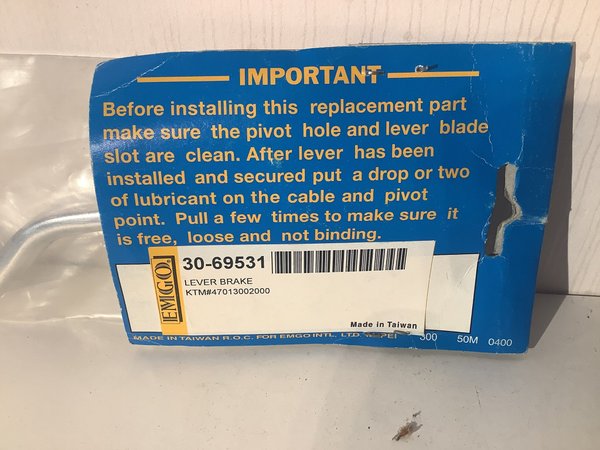 IMPORTANT
Before installing this replacement part
make sure the pivot hole and lever blade
slot are clean. After lever has been
installed and secured put a drop or two
of lubricant on the cable and pivot
point. Pull a few times to make sure it
is free, loose and not binding.
EMGO
30-69531
LEVER BRAKE
KTM#47013002000
Made in Taiwan
MADE IN TAIWAN R.O.C. FOR EMGO INTL. LTD. 300 50M 0400